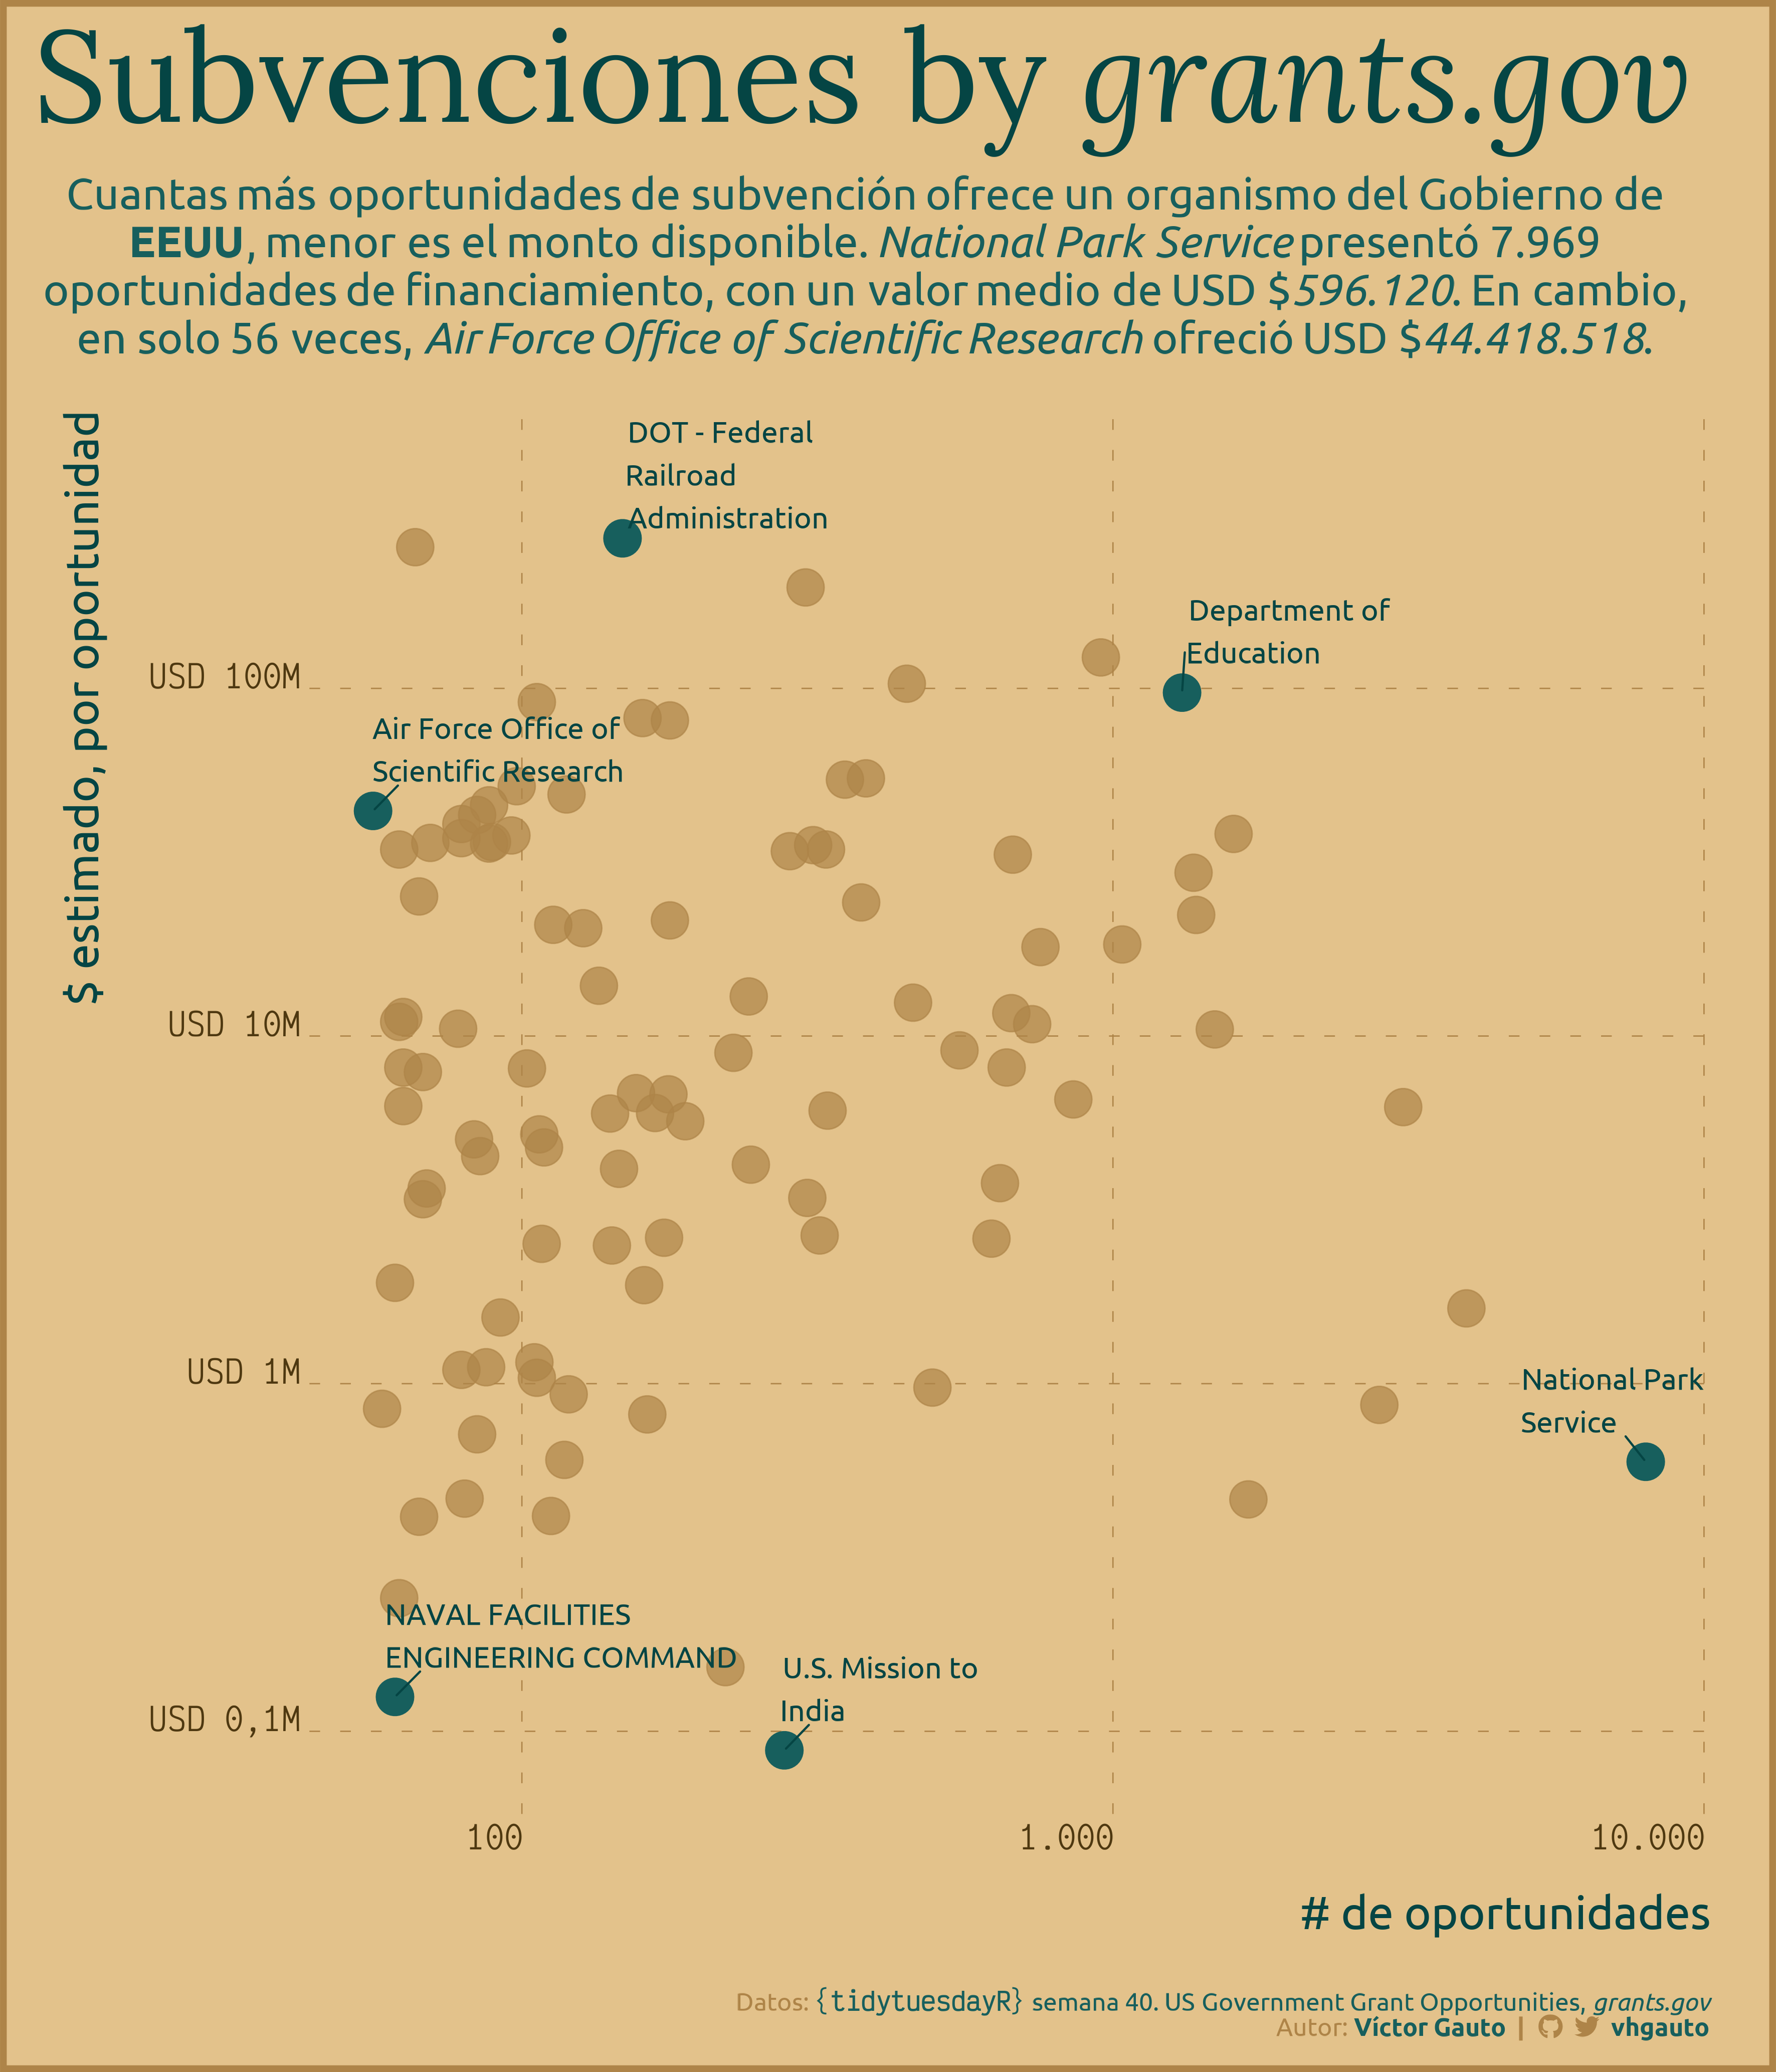 Subvenciones by grants.gov
Cuantas más oportunidades de subvención ofrece un organismo del Gobierno de
EEUU, menor es el monto disponible. National Park Service presentó 7.969
oportunidades de financiamiento, con un valor medio de USD $596.120. En cambio,
en solo 56 veces, Air Force Office of Scientific Research ofreció USD $44.418.518.
$ estimado, por oportunidad
DOT - Federal
Railroad
Administration
Department of
Education
USD 100M
Air Force Office of
Scientific Research
USD 10M
USD 1M
National Park
Service
NAVAL FACILITIES
ENGINEERING COMMAND
U.S. Mission to
India
USD 0,1M
100
1.000
10.000
# de oportunidades
Datos: {tidytuesdayR} semana 40. US Government Grant Opportunities, grants.gov
Autor: Víctor Gauto | vhgauto